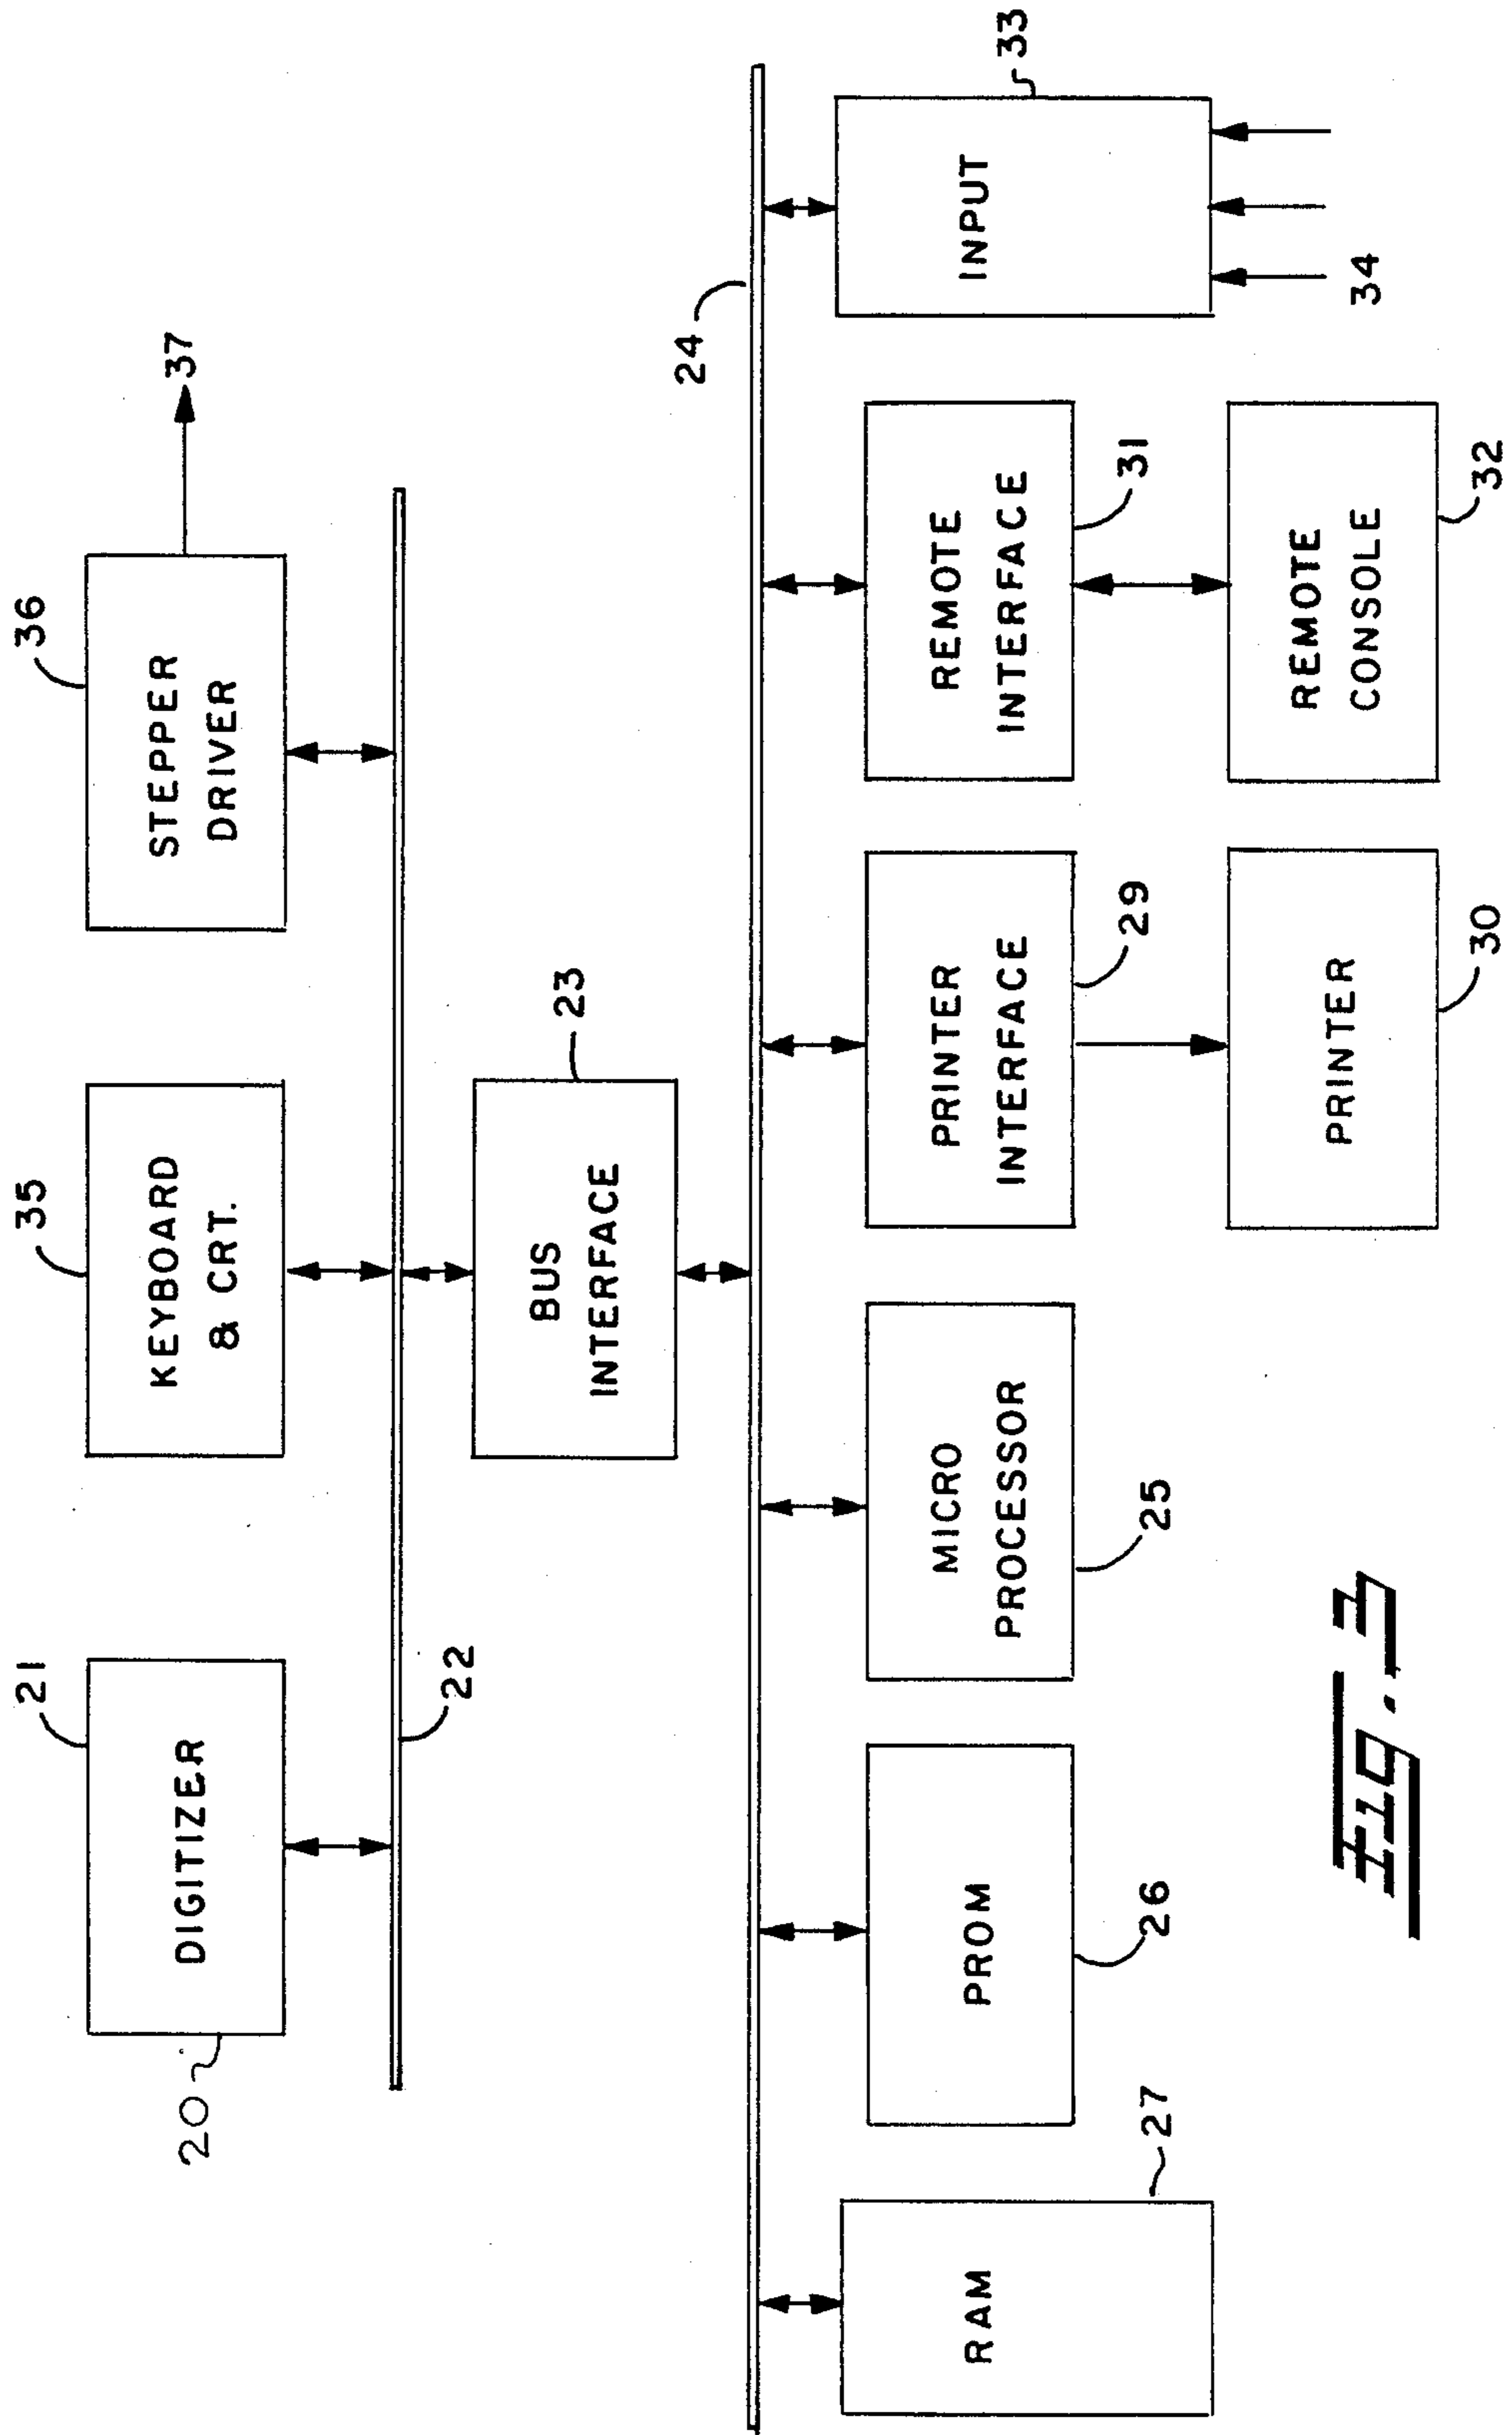 21
35
36
20
DIGITIZER
KEYBOARD
& CRT.
STEPPER
DRIVER
37
22
BUS
INTERFACE
23
24
RAM
27
PROM
26
MICRO
PROCESSOR
25
PRINTER
INTERFACE
29
REMOTE
INTERFACE
31
INPUT
33
34
PRINTER
30
REMOTE
CONSOLE
32
FIG. 3